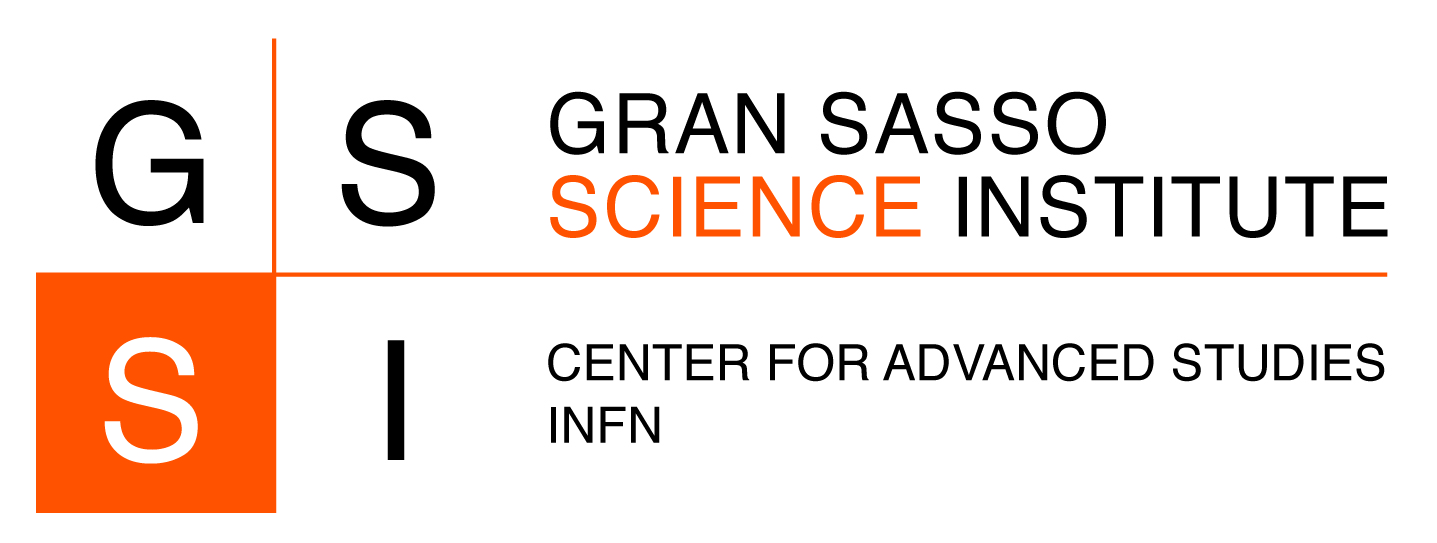 G S
GRAN SASSO
SCIENCE INSTITUTE
S I
CENTER FOR ADVANCED STUDIES
INFN